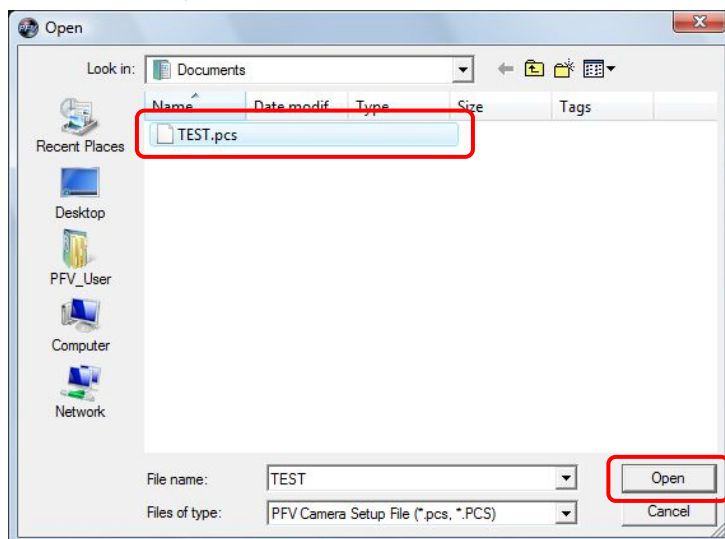 PFV Open
Look in: Documents
Name Date modif... Type Size Tags
TEST.pcs
Recent Places
Desktop
PFV_User
Computer
Network
File name: TEST
Open
Files of type: PFV Camera Setup File (*.pcs, *.PCS)
Cancel